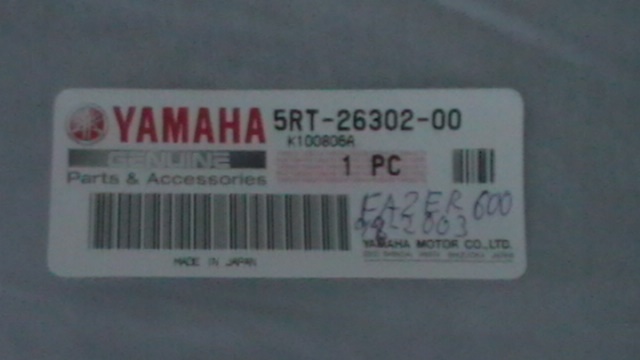 YAMAHA 5RT-26302-00
K100806A
GENUINE 1 PC
Parts & Accessories
FAZER 600
98-2003
YAMAHA MOTOR CO., LTD.
MADE IN JAPAN